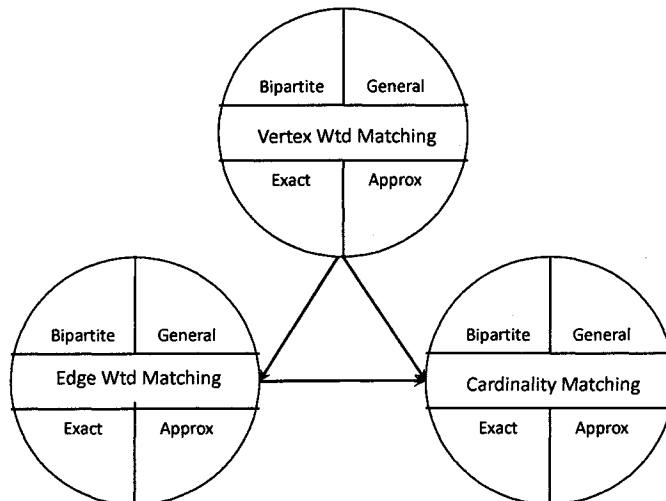 Bipartite General
Vertex Wtd Matching
Exact Approx
Bipartite General
Edge Wtd Matching
Exact Approx
Bipartite General
Cardinality Matching
Exact Approx